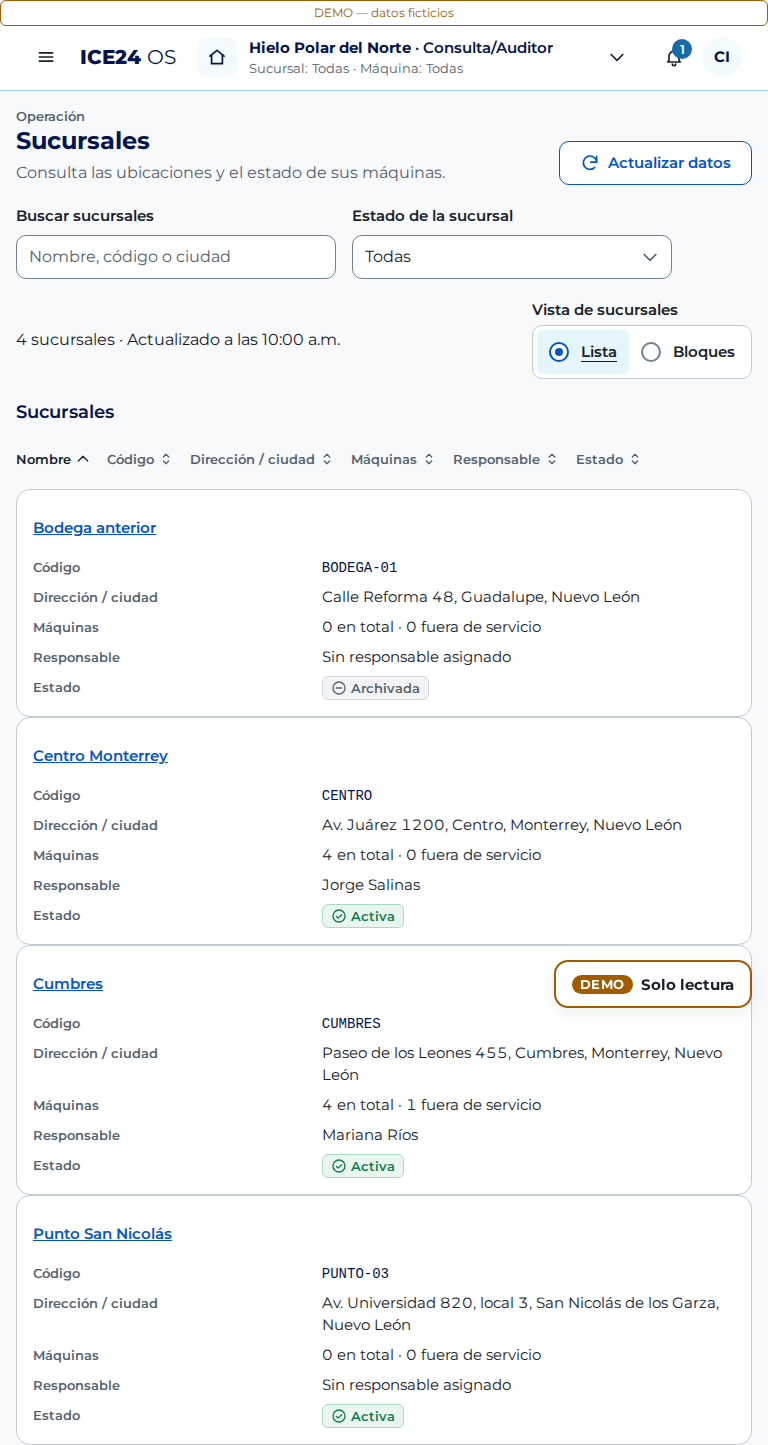 DEMO — datos ficticios
ICE24 OS
Hielo Polar del Norte · Consulta/Auditor
Sucursal: Todas · Máquina: Todas
1
CI
Operación
Sucursales
Consulta las ubicaciones y el estado de sus máquinas.
Actualizar datos
Buscar sucursales
Estado de la sucursal
Nombre, código o ciudad
Todas
Vista de sucursales
4 sucursales · Actualizado a las 10:00 a.m.
Lista
Bloques
Sucursales
Nombre Código Dirección / ciudad Máquinas Responsable Estado
Bodega anterior
Código BODEGA-01
Dirección / ciudad Calle Reforma 48, Guadalupe, Nuevo León
Máquinas 0 en total · 0 fuera de servicio
Responsable Sin responsable asignado
Estado Archivada
Centro Monterrey
Código CENTRO
Dirección / ciudad Av. Juárez 1200, Centro, Monterrey, Nuevo León
Máquinas 4 en total · 0 fuera de servicio
Responsable Jorge Salinas
Estado Activa
Cumbres
DEMO Solo lectura
Código CUMBRES
Dirección / ciudad Paseo de los Leones 455, Cumbres, Monterrey, Nuevo
León
Máquinas 4 en total · 1 fuera de servicio
Responsable Mariana Ríos
Estado Activa
Punto San Nicolás
Código PUNTO-03
Dirección / ciudad Av. Universidad 820, local 3, San Nicolás de los Garza,
Nuevo León
Máquinas 0 en total · 0 fuera de servicio
Responsable Sin responsable asignado
Estado Activa